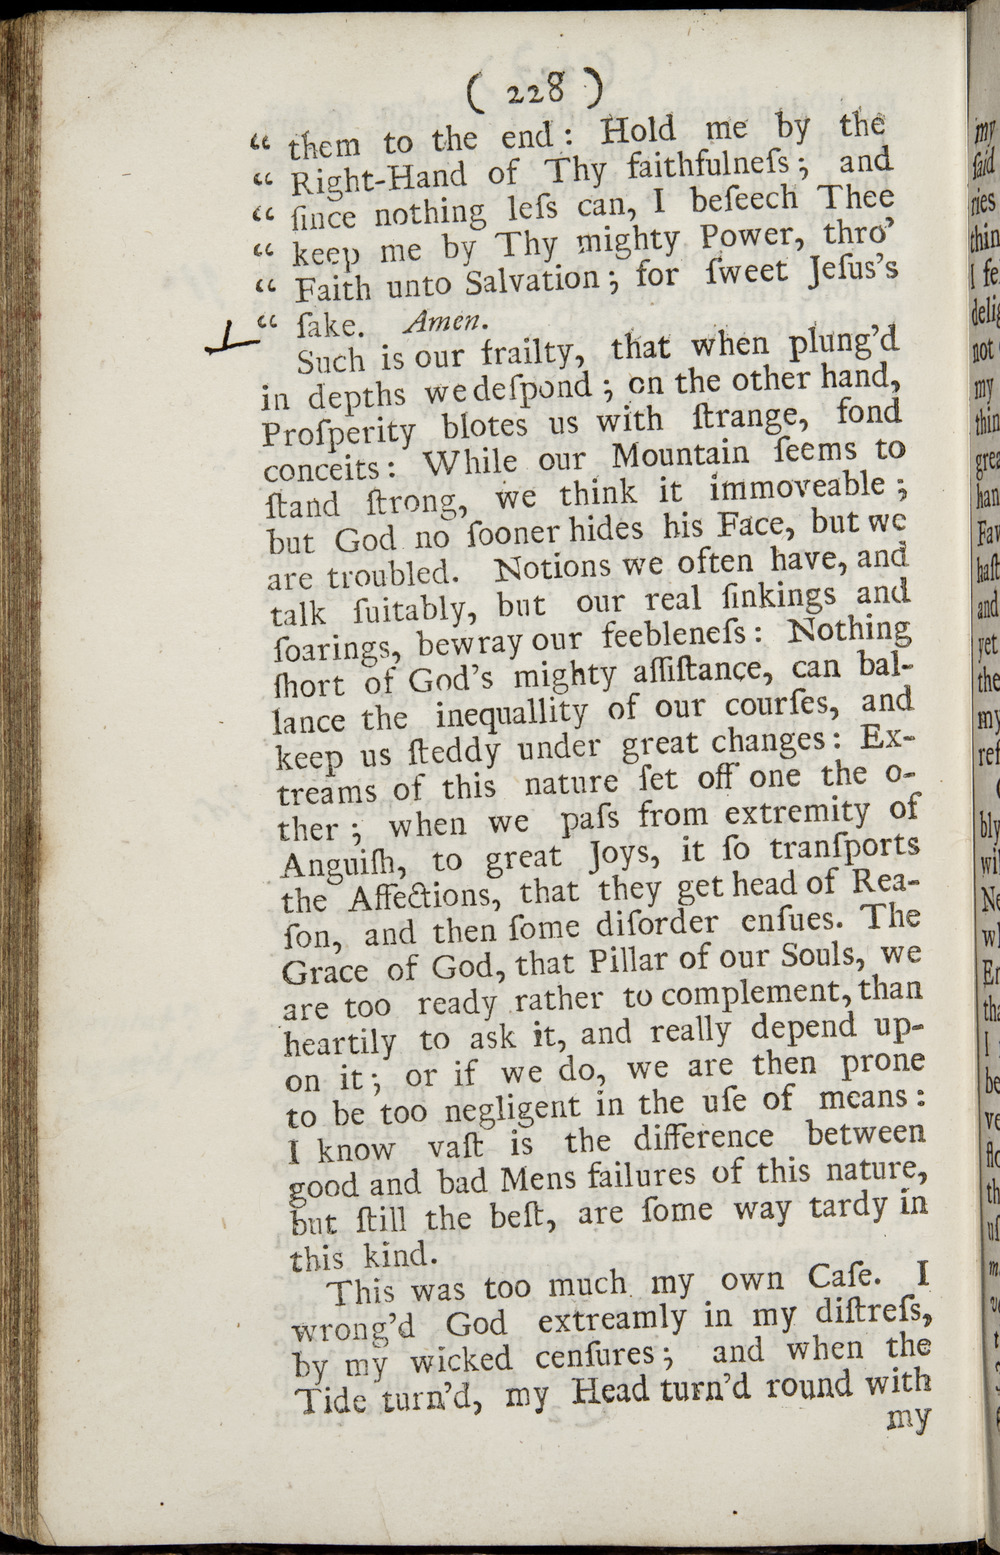 ( 228 )
“ them to the end : Hold me by the
“ Right-Hand of Thy faithfulneſs ; and
“ ſince nothing leſs can, I beſeech Thee
“ keep me by Thy mighty Power, thro’
“ Faith unto Salvation ; for ſweet Jeſus’s
“ ſake. Amen.
Such is our frailty, that when plung’d
in depths we deſpond ; on the other hand,
Proſperity blotes us with ſtrange, fond
conceits : While our Mountain ſeems to
ſtand ſtrong, we think it immoveable ;
but God no ſooner hides his Face, but we
are troubled. Notions we often have, and
talk ſuitably, but our real ſinkings and
ſoarings, bewray our feebleneſs : Nothing
ſhort of God’s mighty aſſiſtance, can bal-
lance the inequallity of our courſes, and
keep us ſteddy under great changes : Ex-
treams of this nature ſet off one the o-
ther ; when we paſs from extremity of
Anguiſh, to great Joys, it ſo tranſports
the Affections, that they get head of Rea-
ſon, and then ſome diſorder enſues. The
Grace of God, that Pillar of our Souls, we
are too ready rather to complement, than
heartily to ask it, and really depend up-
on it ; or if we do, we are then prone
to be too negligent in the uſe of means :
I know vaſt is the difference between
good and bad Mens failures of this nature,
but ſtill the beſt, are ſome way tardy in
this kind.
This was too much my own Caſe. I
wrong’d God extreamly in my diſtreſs,
by my wicked cenſures ; and when the
Tide turn’d, my Head turn’d round with
my